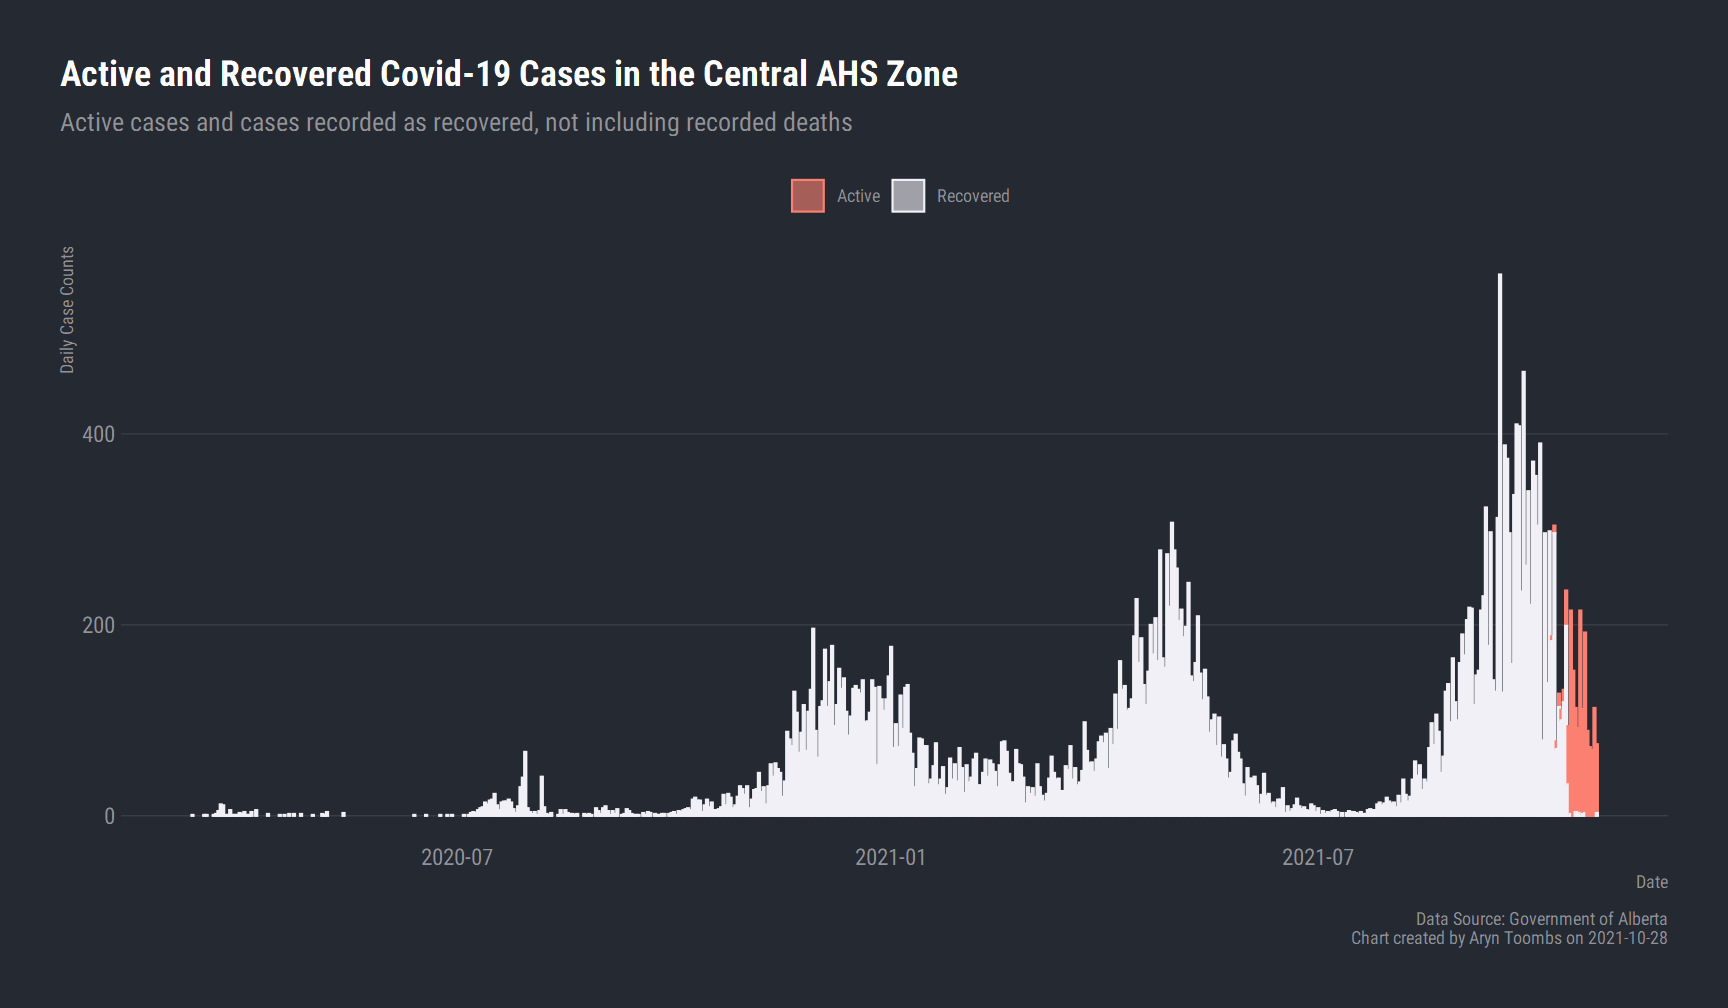 Active and Recovered Covid-19 Cases in the Central AHS Zone
Active cases and cases recorded as recovered, not including recorded deaths
Active
Recovered
Daily Case Counts
400
200
0
2020-07
2021-01
2021-07
Date
Data Source: Government of Alberta
Chart created by Aryn Toombs on 2021-10-28